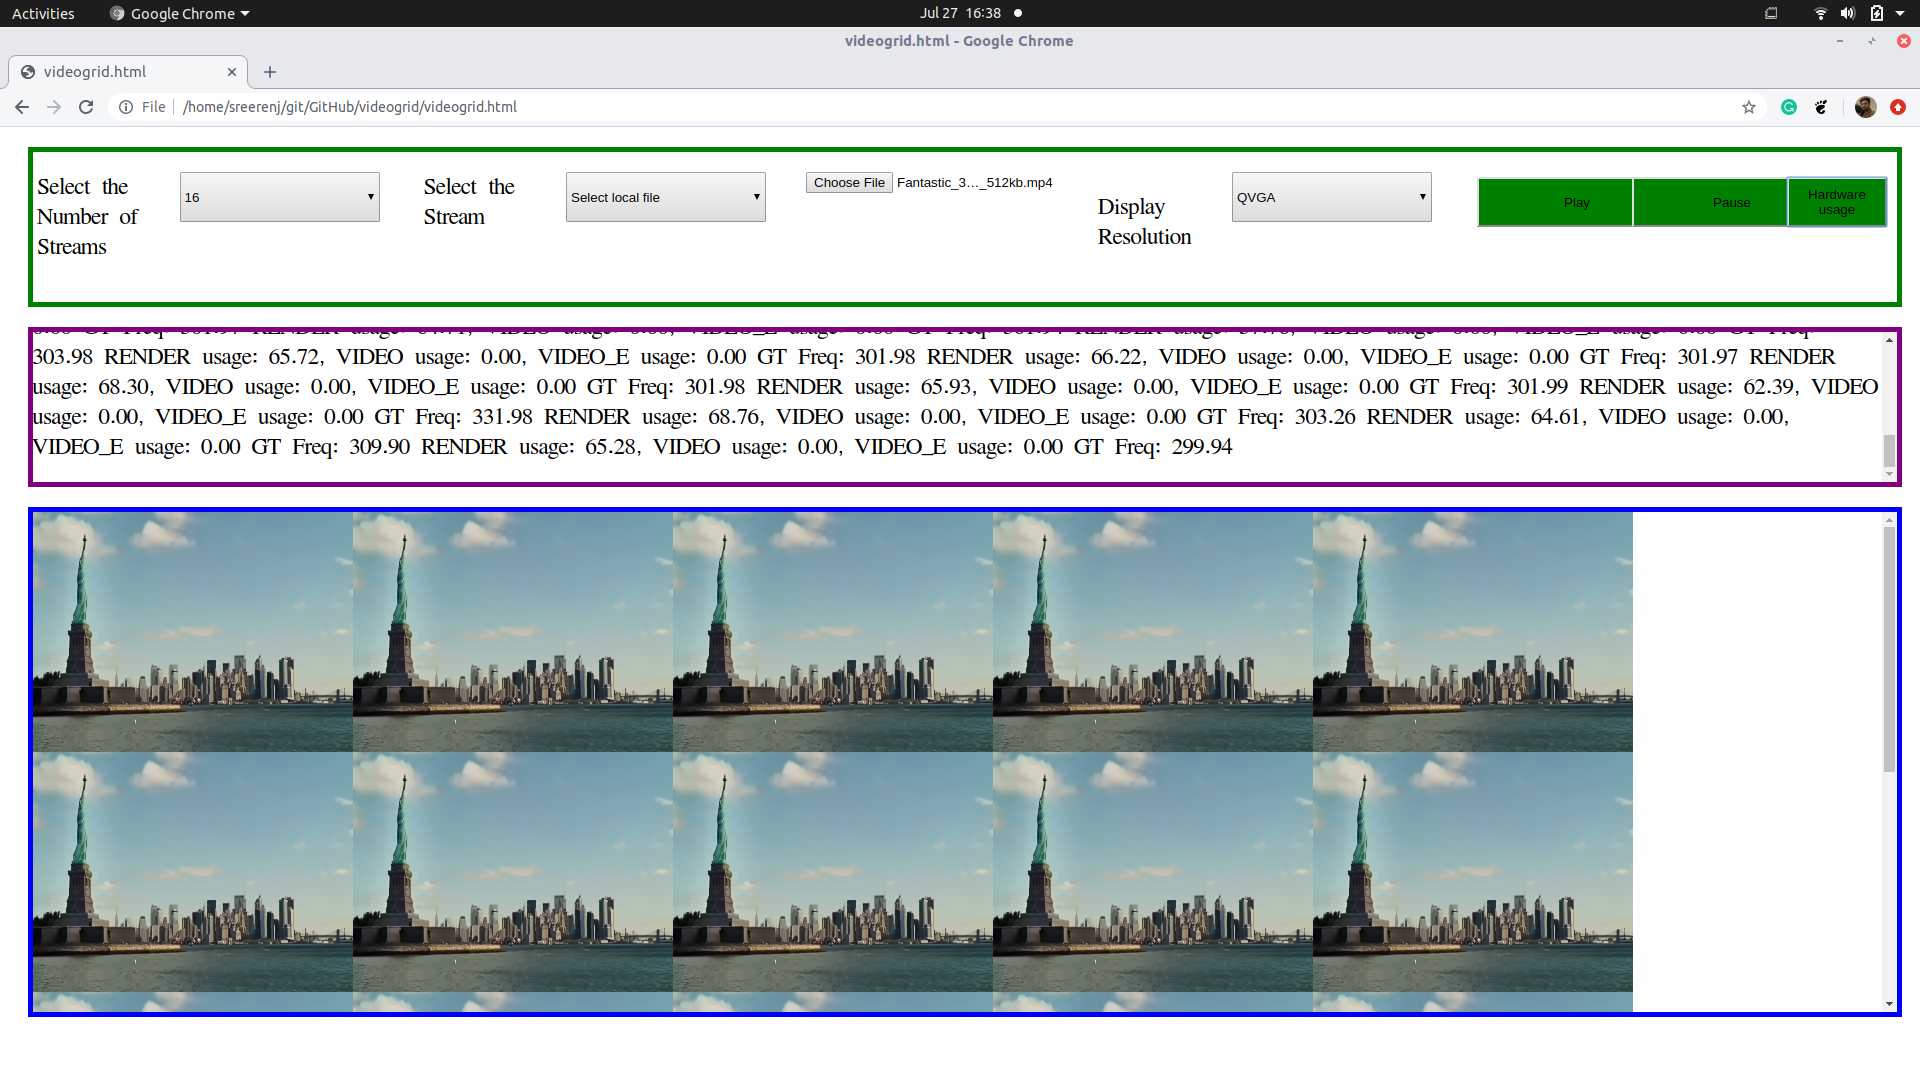 Activities Google Chrome Jul 27 16:38
videogrid.html - Google Chrome
videogrid.html
File /home/sreerenj/git/GitHub/videogrid/videogrid.html
Select the
Number of
Streams
16
Select the
Stream
Select local file
Choose File Fantastic_3..._512kb.mp4
Display
Resolution
QVGA
Play
Pause
Hardware
usage
303.98 RENDER usage: 65.72, VIDEO usage: 0.00, VIDEO_E usage: 0.00 GT Freq: 301.98 RENDER usage: 66.22, VIDEO usage: 0.00, VIDEO_E usage: 0.00 GT Freq: 301.97 RENDER
usage: 68.30, VIDEO usage: 0.00, VIDEO_E usage: 0.00 GT Freq: 301.98 RENDER usage: 65.93, VIDEO usage: 0.00, VIDEO_E usage: 0.00 GT Freq: 301.99 RENDER usage: 62.39, VIDEO
usage: 0.00, VIDEO_E usage: 0.00 GT Freq: 331.98 RENDER usage: 68.76, VIDEO usage: 0.00, VIDEO_E usage: 0.00 GT Freq: 303.26 RENDER usage: 64.61, VIDEO usage: 0.00,
VIDEO_E usage: 0.00 GT Freq: 309.90 RENDER usage: 65.28, VIDEO usage: 0.00, VIDEO_E usage: 0.00 GT Freq: 299.94